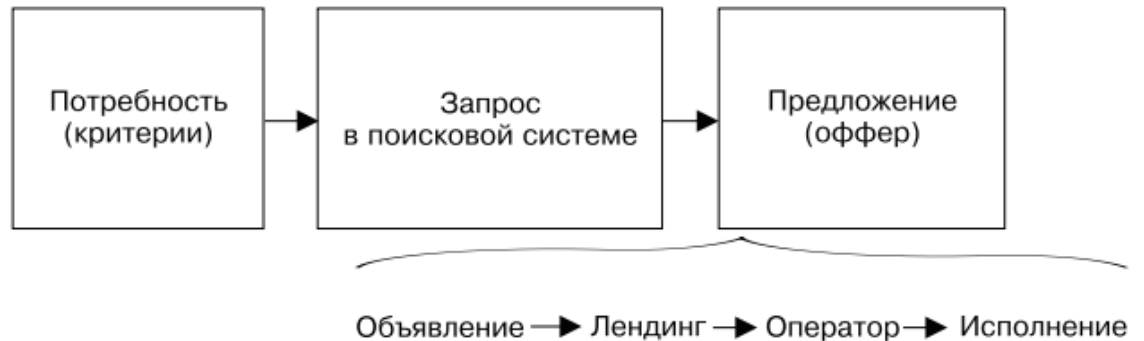 Потребность
(критерии)
Запрос
в поисковой системе
Предложение
(оффер)
Объявление Лендинг Оператор Исполнение